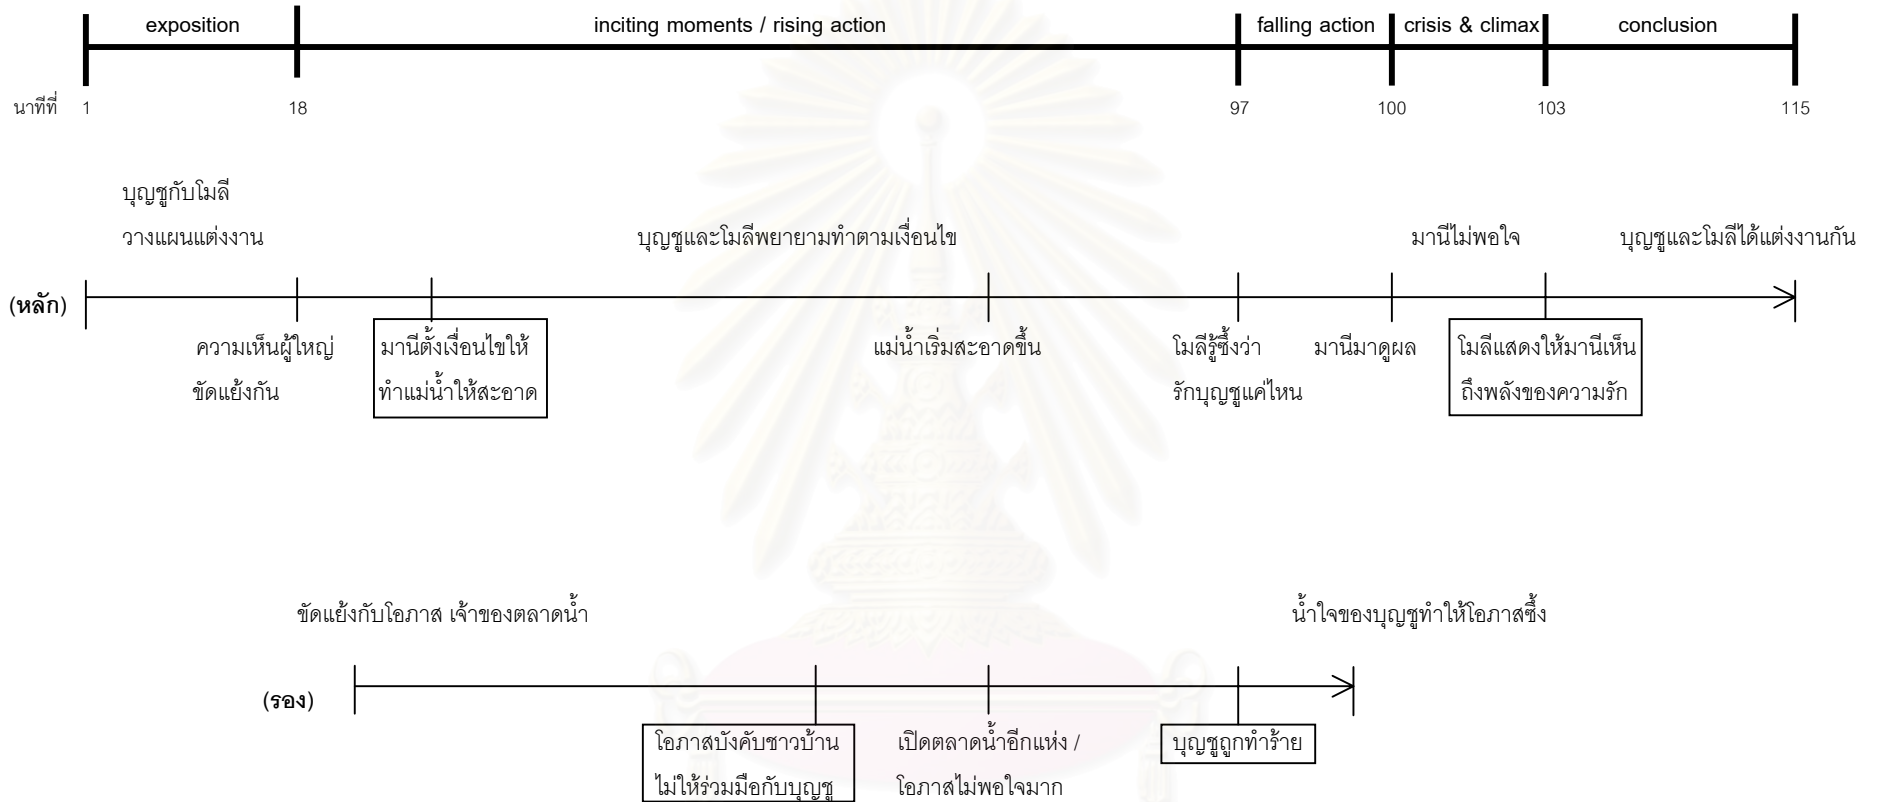 exposition
inciting moments / rising action
falling action
crisis & climax
conclusion
นาทีที่
1
18
97
100
103
115
บุญชูกับโมลี
วางแผนแต่งงาน
บุญชูและโมลีพยายามทำตามเงื่อนไข
มานีไม่พอใจ
บุญชูและโมลีได้แต่งงานกัน
(หลัก)
ความเห็นผู้ใหญ่
ขัดแย้งกัน
มานีตั้งเงื่อนไขให้
ทำแม่น้ำให้สะอาด
แม่น้ำเริ่มสะอาดขึ้น
โมลีรู้ซึ้งว่า
รักบุญชูแค่ไหน
มานีมาดูผล
โมลีแสดงให้มานีเห็น
ถึงพลังของความรัก
ขัดแย้งกับโอภาส เจ้าของตลาดน้ำ
น้ำใจของบุญชูทำให้โอภาสซึ้ง
(รอง)
โอภาสบังคับชาวบ้าน
ไม่ให้ร่วมมือกับบุญชู
เปิดตลาดน้ำอีกแห่ง /
โอภาสไม่พอใจมาก
บุญชูถูกทำร้าย